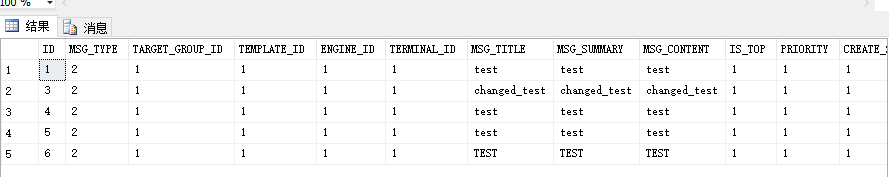 100 %
结果 消息
ID MSG_TYPE TARGET_GROUP_ID TEMPLATE_ID ENGINE_ID TERMINAL_ID MSG_TITLE MSG_SUMMARY MSG_CONTENT IS_TOP PRIORITY CREATE_
1 1 2 1 1 1 1 test test test 1 1 1
2 3 2 1 1 1 1 changed_test changed_test changed_test 1 1 1
3 4 2 1 1 1 1 test test test 1 1 1
4 5 2 1 1 1 1 test test test 1 1 1
5 6 2 1 1 1 1 TEST TEST TEST 1 1 1